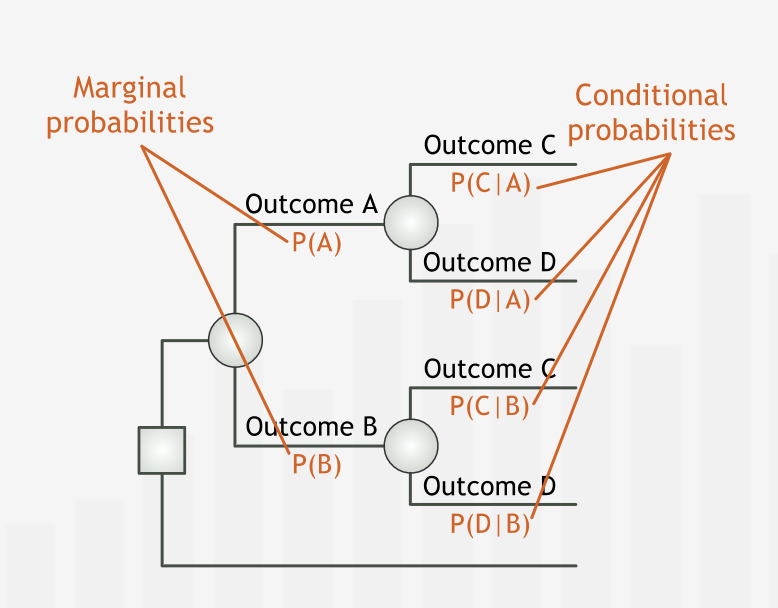 Marginal
probabilities
Conditional
probabilities
Outcome C
P(C|A)
Outcome A
P(A)
Outcome D
P(D|A)
Outcome C
P(C|B)
Outcome B
P(B)
Outcome D
P(D|B)